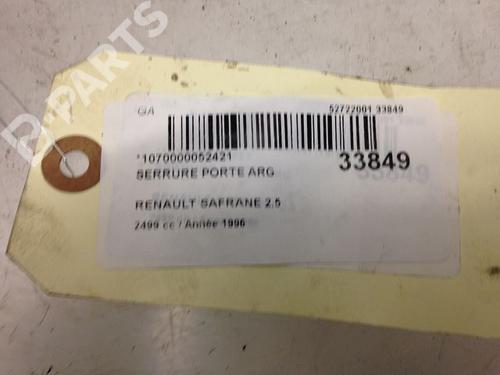 GA 52722001 33849
*1070000052421
33849
SERRURE PORTE ARG
RENAULT SAFRANE 2.5
2499 cc / Année 1996
B-PARTS